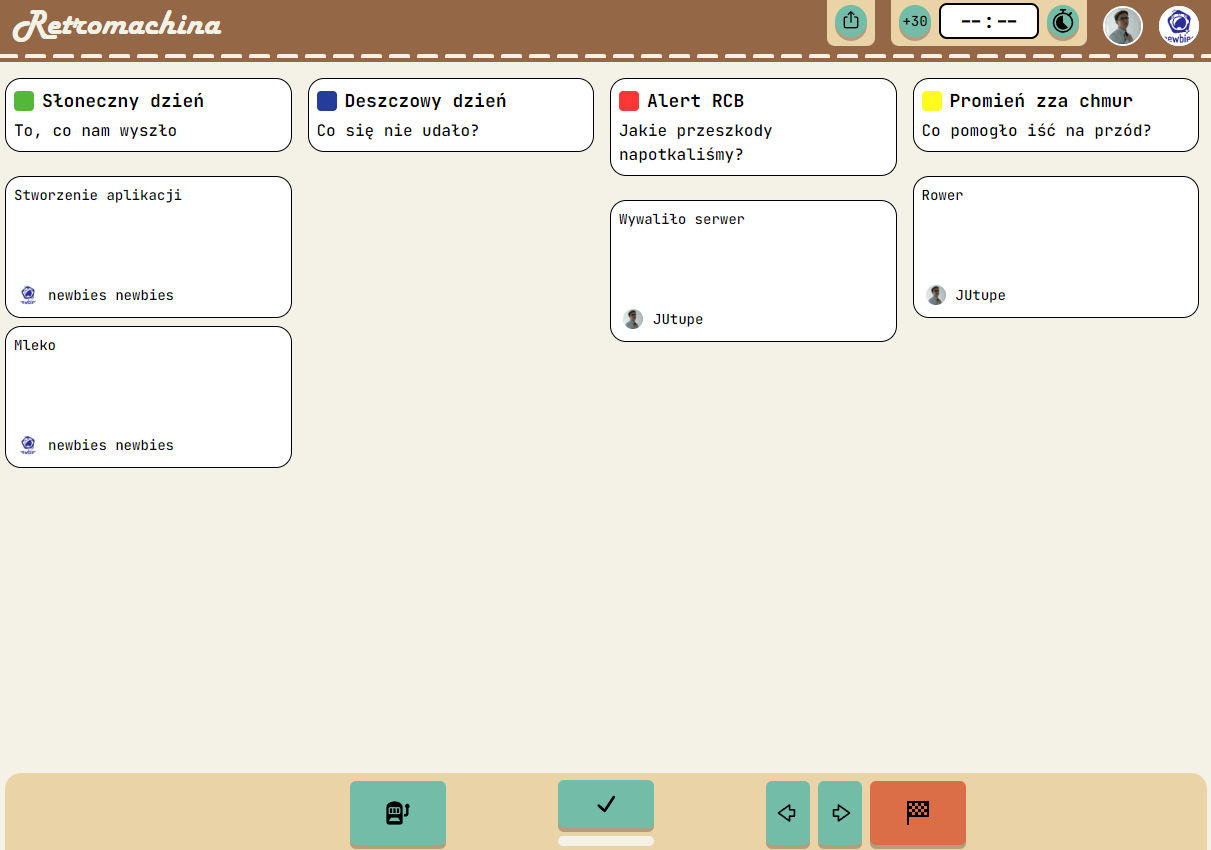 Retromachina
+30
--:--
Słoneczny dzień
To, co nam wyszło
Deszczowy dzień
Co się nie udało?
Alert RCB
Jakie przeszkody
napotkaliśmy?
Promień zza chmur
Co pomogło iść na przód?
Stworzenie aplikacji
newbies newbies
Mleko
newbies newbies
Wywaliło serwer
JUtupe
Rower
JUtupe